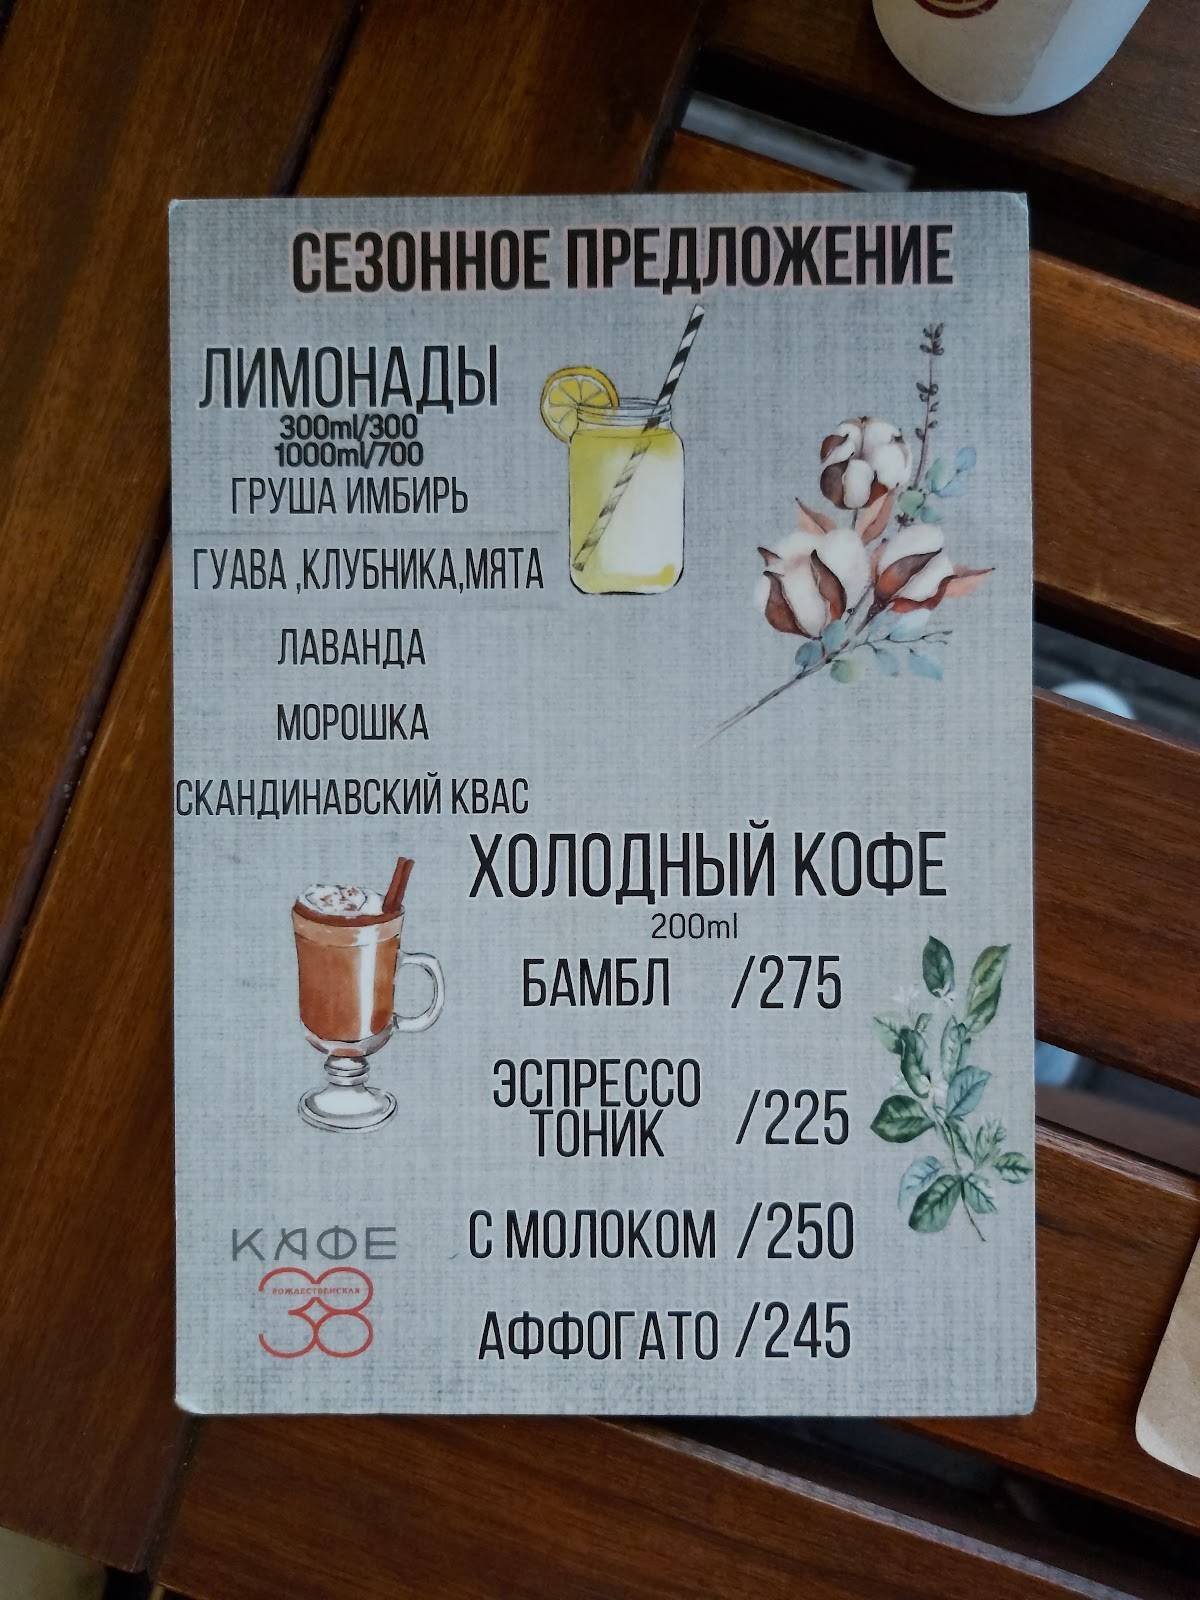 СЕЗОННОЕ ПРЕДЛОЖЕНИЕ
ЛИМОНАДЫ
300ml/300
1000ml/700
ГРУША ИМБИРЬ
ГУАВА ,КЛУБНИКА,МЯТА
ЛАВАНДА
МОРОШКА
СКАНДИНАВСКИЙ КВАС
ХОЛОДНЫЙ КОФЕ
200ml
БАМБЛ /275
ЭСПРЕССО
ТОНИК /225
С МОЛОКОМ /250
АФФОГАТО /245
КАФЕ
РОЖДЕСТВЕНСКАЯ
38